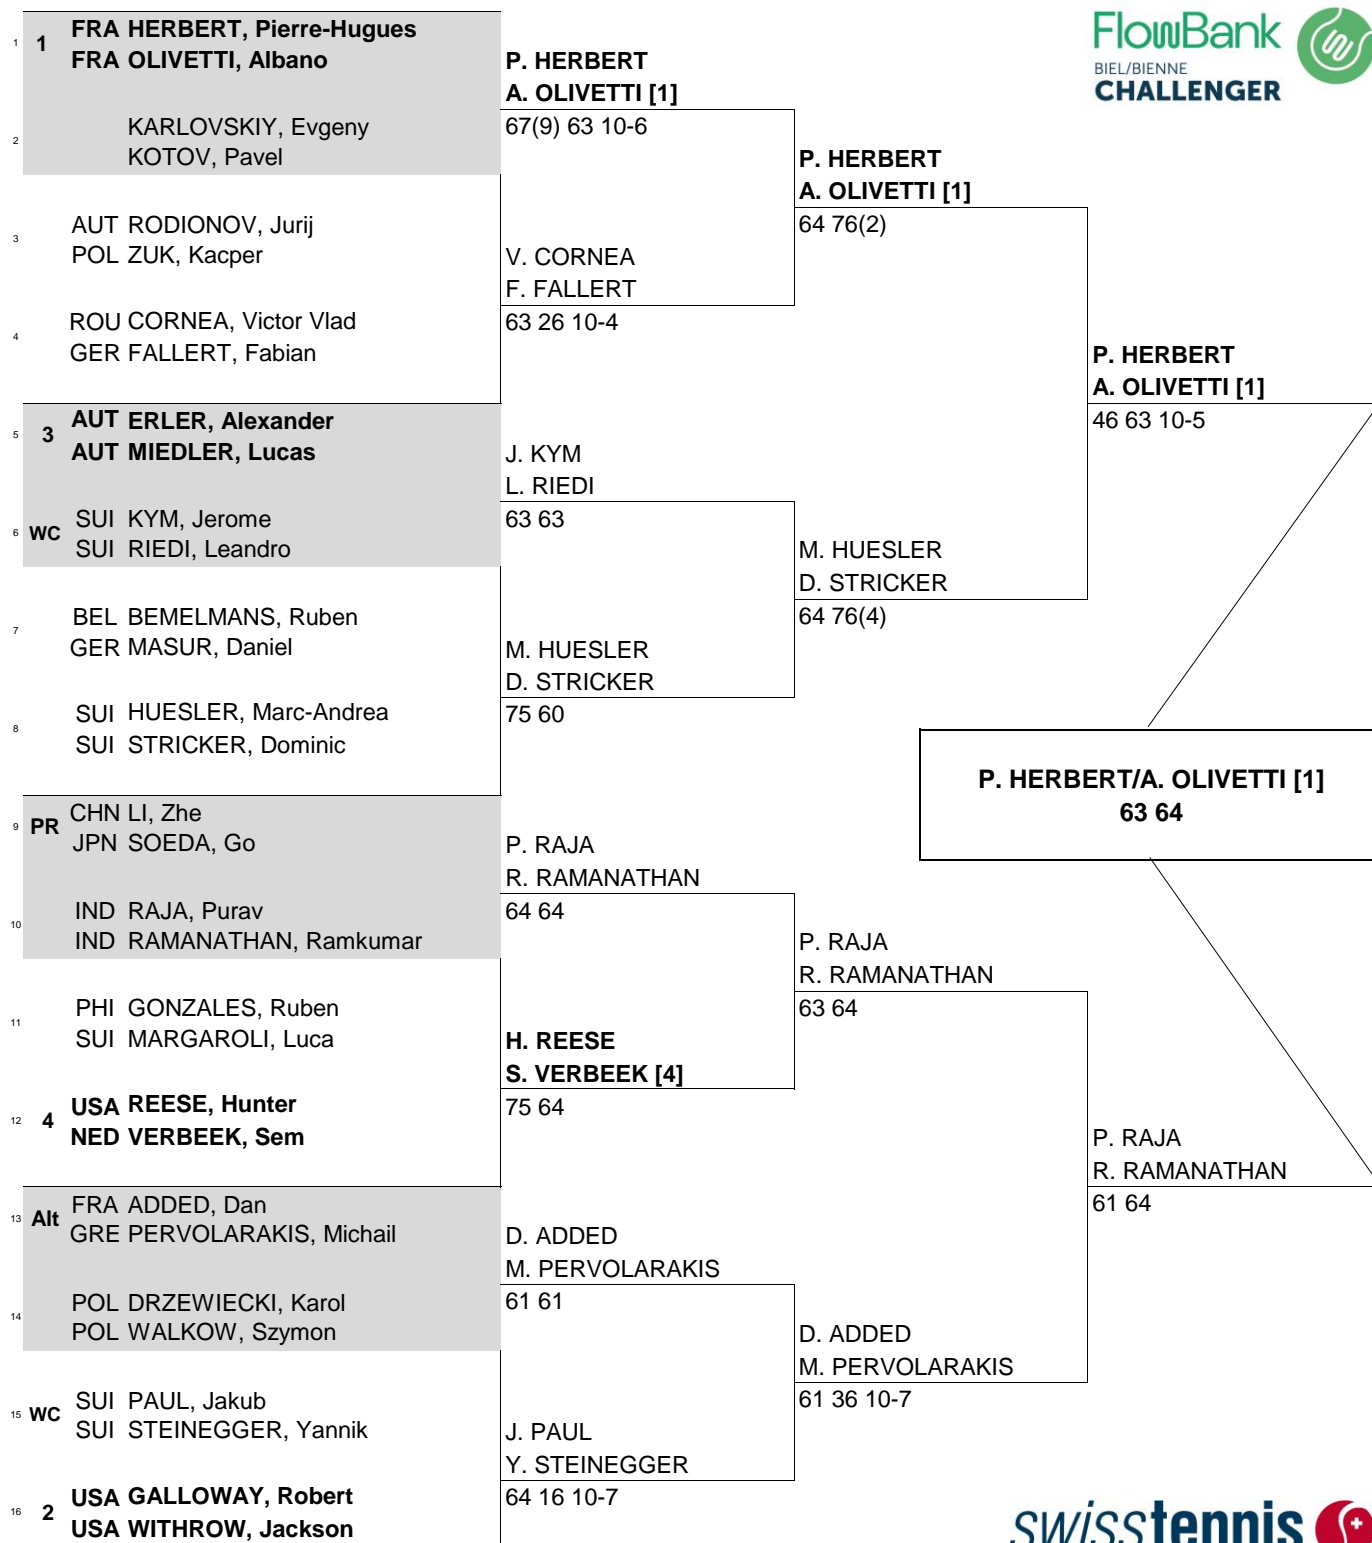 1 1 FRA HERBERT, Pierre-Hugues
FRA OLIVETTI, Albano
2 KARLOVSKIY, Evgeny
KOTOV, Pavel
3 AUT RODIONOV, Jurij
POL ZUK, Kacper
4 ROU CORNEA, Victor Vlad
GER FALLERT, Fabian
5 3 AUT ERLER, Alexander
AUT MIEDLER, Lucas
6 WC SUI KYM, Jerome
SUI RIEDI, Leandro
7 BEL BEMELMANS, Ruben
GER MASUR, Daniel
8 SUI HUESLER, Marc-Andrea
SUI STRICKER, Dominic
9 PR CHN LI, Zhe
JPN SOEDA, Go
10 IND RAJA, Purav
IND RAMANATHAN, Ramkumar
11 PHI GONZALES, Ruben
SUI MARGAROLI, Luca
12 4 USA REESE, Hunter
NED VERBEEK, Sem
13 Alt FRA ADDED, Dan
GRE PERVOLARAKIS, Michail
14 POL DRZEWIECKI, Karol
POL WALKOW, Szymon
15 WC SUI PAUL, Jakub
SUI STEINEGGER, Yannik
16 2 USA GALLOWAY, Robert
USA WITHROW, Jackson
P. HERBERT
A. OLIVETTI [1]
67(9) 63 10-6
V. CORNEA
F. FALLERT
63 26 10-4
J. KYM
L. RIEDI
63 63
M. HUESLER
D. STRICKER
75 60
P. RAJA
R. RAMANATHAN
64 64
H. REESE
S. VERBEEK [4]
75 64
D. ADDED
M. PERVOLARAKIS
61 61
J. PAUL
Y. STEINEGGER
64 16 10-7
P. HERBERT
A. OLIVETTI [1]
64 76(2)
M. HUESLER
D. STRICKER
64 76(4)
P. RAJA
R. RAMANATHAN
63 64
D. ADDED
M. PERVOLARAKIS
61 36 10-7
P. HERBERT
A. OLIVETTI [1]
46 63 10-5
P. RAJA
R. RAMANATHAN
61 64
P. HERBERT/A. OLIVETTI [1]
63 64
FlowBank
BIEL/BIENNE
CHALLENGER
swisstennis